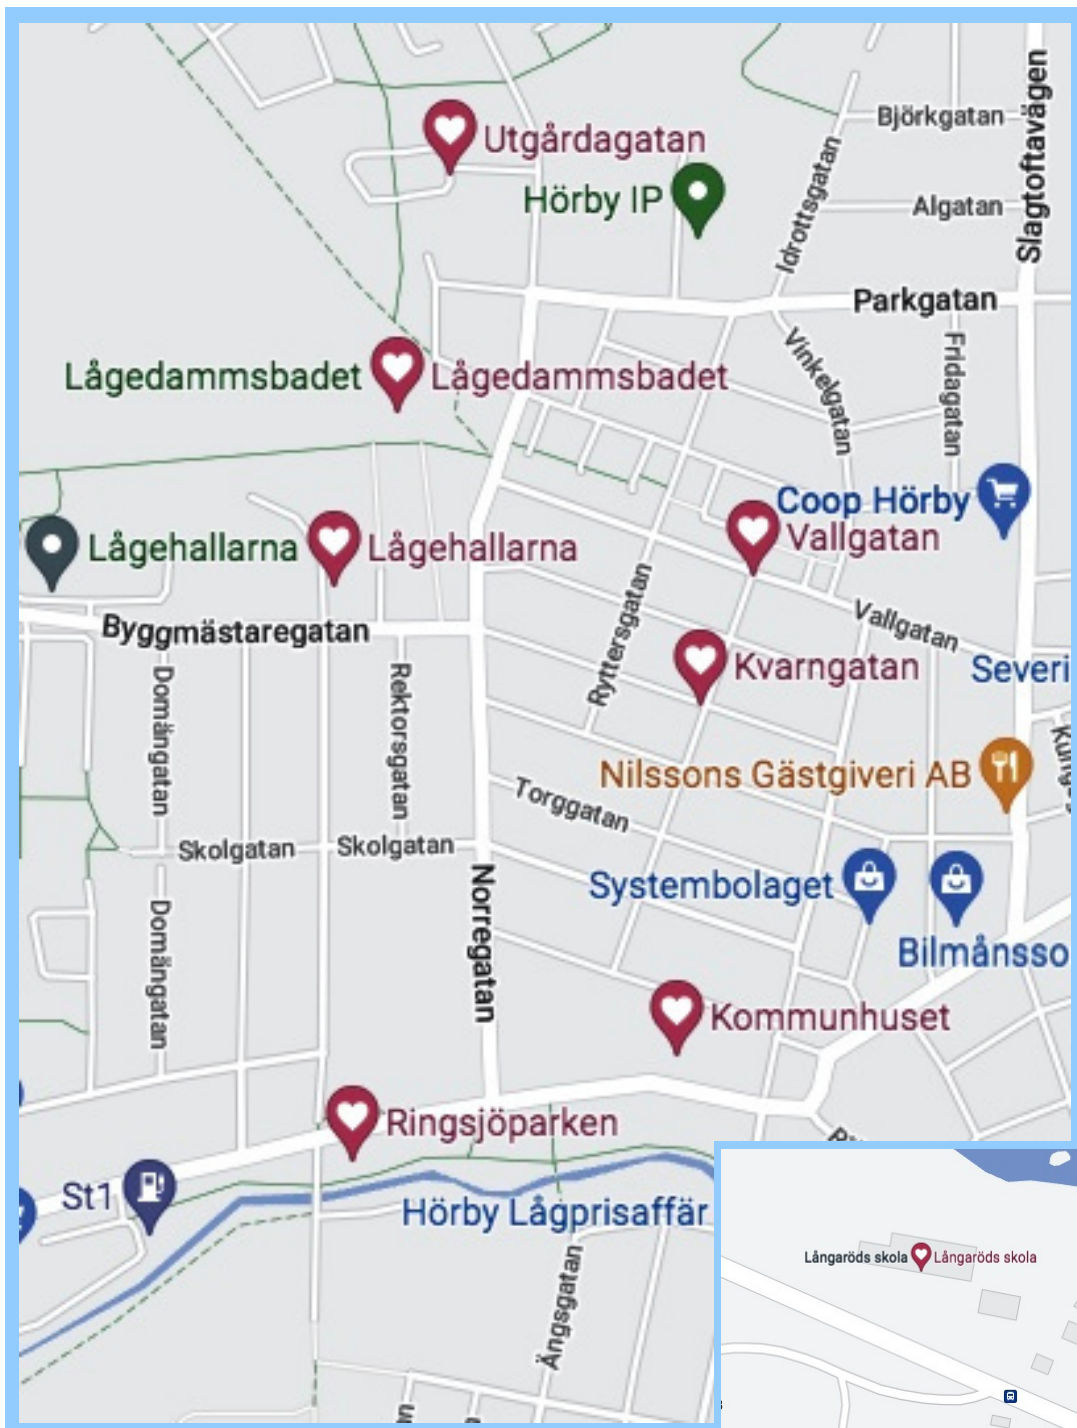 Slagtoftavägen
Björkgatan
Utgårdagatan
Idrottsgatan
Hörby IP
Algatan
Parkgatan
Vinkelgatan
Fridagatan
Lågedammsbadet
Lågedammsbadet
Coop Hörby
Vallgatan
Lågehallarna
Lågehallarna
Ryttersgatan
Vallgatan
Byggmästaregatan
Kvarngatan
Severi
Domängatan
Rektorsgatan
Nilssons Gästgiveri AB
Torggatan
Skolgatan
Skolgatan
Systembolaget
Norregatan
Domängatan
Bilmånsso
Kommunhuset
Ringsjöparken
St1
Hörby Lågprisaffär
Långaröds skola
Långaröds skola
Ängsgatan